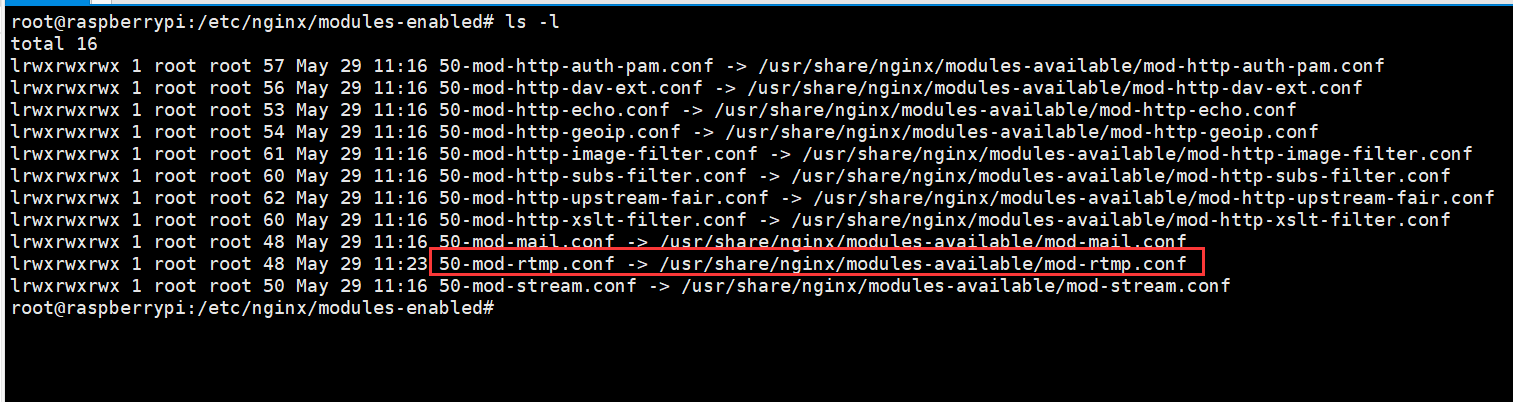 root@raspberrypi:/etc/nginx/modules-enabled# ls -l
total 16
lrwxrwxrwx 1 root root 57 May 29 11:16 50-mod-http-auth-pam.conf -> /usr/share/nginx/modules-available/mod-http-auth-pam.conf
lrwxrwxrwx 1 root root 56 May 29 11:16 50-mod-http-dav-ext.conf -> /usr/share/nginx/modules-available/mod-http-dav-ext.conf
lrwxrwxrwx 1 root root 53 May 29 11:16 50-mod-http-echo.conf -> /usr/share/nginx/modules-available/mod-http-echo.conf
lrwxrwxrwx 1 root root 54 May 29 11:16 50-mod-http-geoip.conf -> /usr/share/nginx/modules-available/mod-http-geoip.conf
lrwxrwxrwx 1 root root 61 May 29 11:16 50-mod-http-image-filter.conf -> /usr/share/nginx/modules-available/mod-http-image-filter.conf
lrwxrwxrwx 1 root root 60 May 29 11:16 50-mod-http-subs-filter.conf -> /usr/share/nginx/modules-available/mod-http-subs-filter.conf
lrwxrwxrwx 1 root root 62 May 29 11:16 50-mod-http-upstream-fair.conf -> /usr/share/nginx/modules-available/mod-http-upstream-fair.conf
lrwxrwxrwx 1 root root 60 May 29 11:16 50-mod-http-xslt-filter.conf -> /usr/share/nginx/modules-available/mod-http-xslt-filter.conf
lrwxrwxrwx 1 root root 48 May 29 11:16 50-mod-mail.conf -> /usr/share/nginx/modules-available/mod-mail.conf
lrwxrwxrwx 1 root root 48 May 29 11:23 50-mod-rtmp.conf -> /usr/share/nginx/modules-available/mod-rtmp.conf
lrwxrwxrwx 1 root root 50 May 29 11:16 50-mod-stream.conf -> /usr/share/nginx/modules-available/mod-stream.conf
root@raspberrypi:/etc/nginx/modules-enabled#